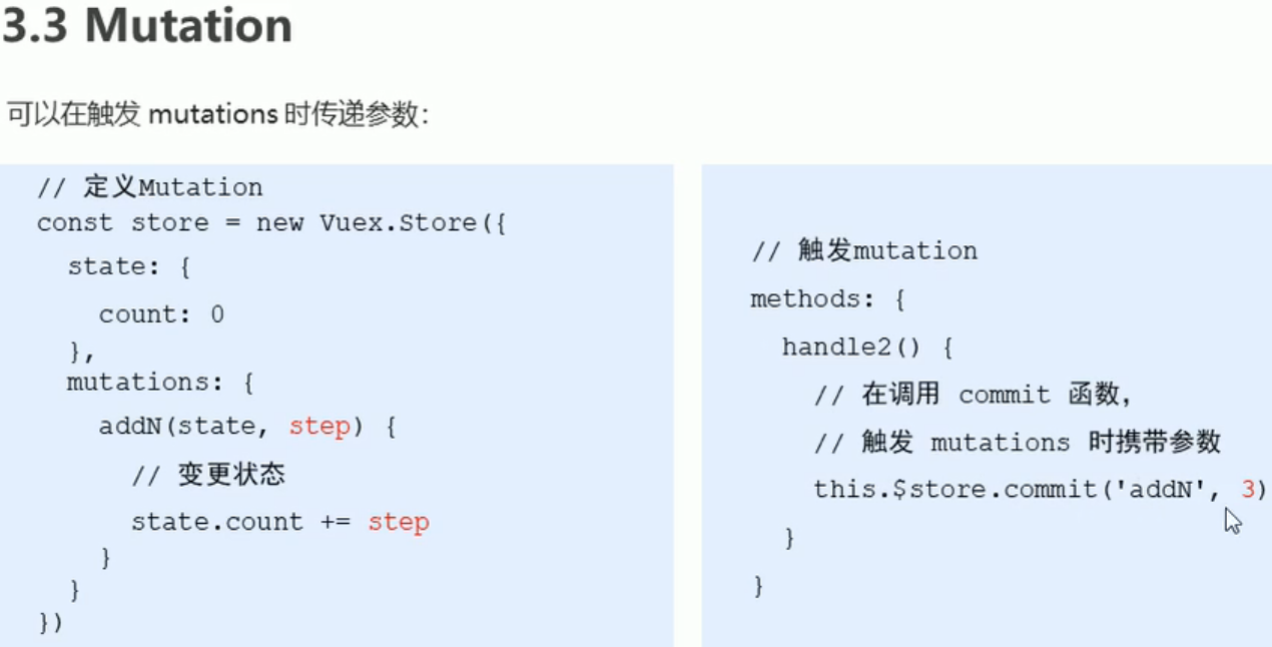 3.3 Mutation
可以在触发 mutations 时传递参数:
// 定义Mutation
const store = new Vuex.Store({
state: {
count: 0
},
mutations: {
addN(state, step) {
// 变更状态
state.count += step
}
}
})
// 触发mutation
methods: {
handle2() {
// 在调用 commit 函数，
// 触发 mutations 时携带参数
this.$store.commit('addN', 3)
}
}